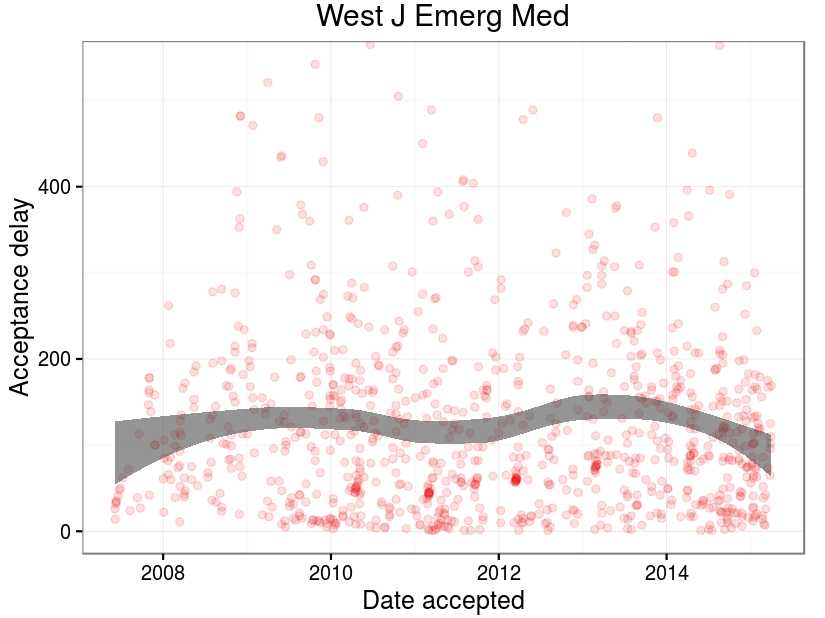 West J Emerg Med
Acceptance delay
400
200
0
2008 2010 2012 2014
Date accepted